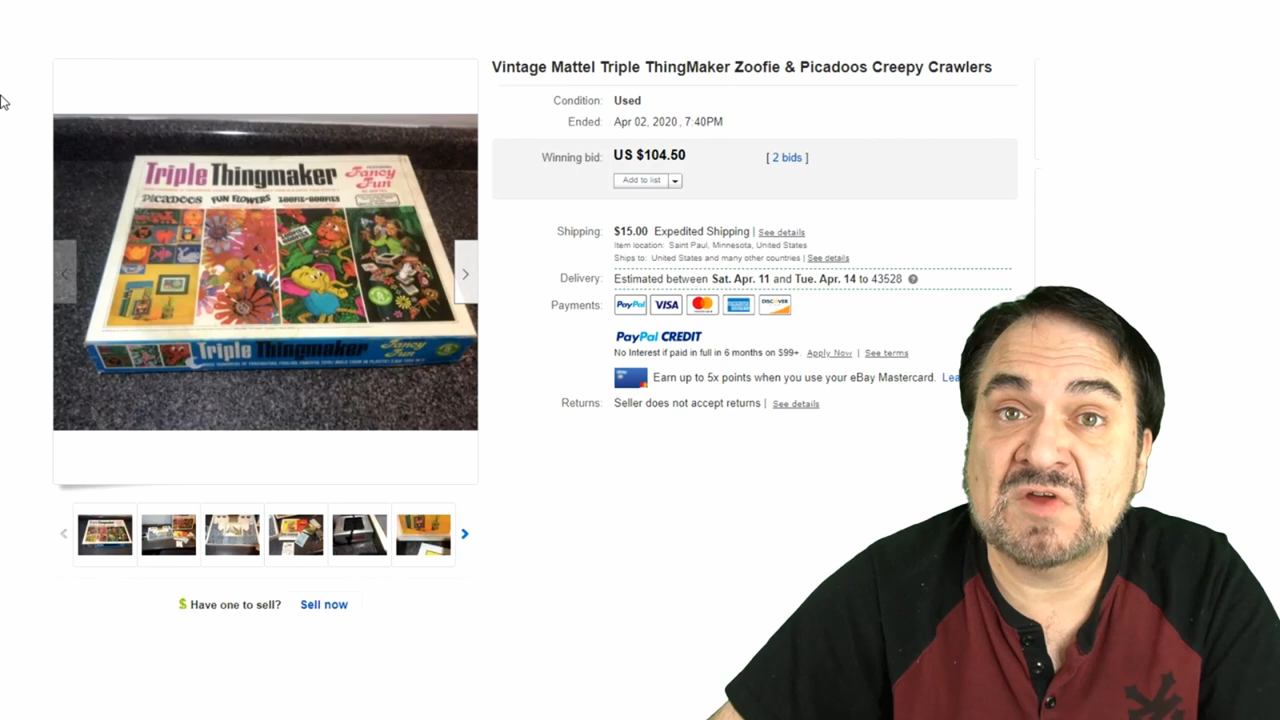 Vintage Mattel Triple ThingMaker Zoofie & Picadoos Creepy Crawlers
Condition: Used
Ended: Apr 02, 2020, 7:40PM
Winning bid: US $104.50 [ 2 bids ]
Add to list
Shipping: $15.00 Expedited Shipping | See details
Item location: Saint Paul, Minnesota, United States
Ships to: United States and many other countries | See details
Delivery: Estimated between Sat. Apr. 11 and Tue. Apr. 14 to 43528
Payments: PayPal VISA MasterCard DISCOVER
PayPal CREDIT
No Interest if paid in full in 6 months on $99+. Apply Now | See terms
Earn up to 5x points when you use your eBay Mastercard. Lea
Returns: Seller does not accept returns | See details
Triple Thingmaker
Fancy Fun
PICADOOS FUN FLOWERS ZOOFIE-GOOFIES
Triple Thingmaker Fancy Fun
$ Have one to sell? Sell now